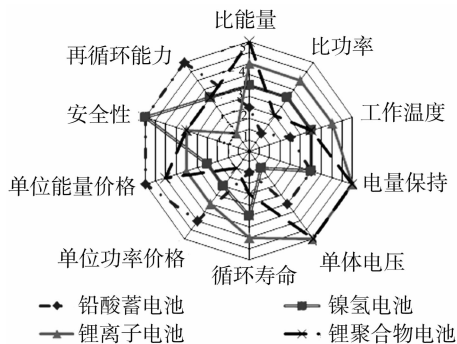 比能量
比功率
再循环能力
安全性
工作温度
单位能量价格
电量保持
单位功率价格
循环寿命
单体电压
铅酸蓄电池
镍氢电池
锂离子电池
锂聚合物电池